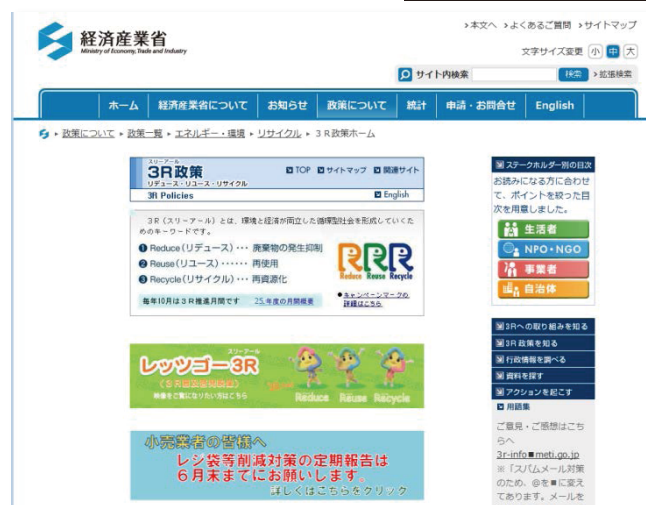 ›本文へ ›よくあるご質問 ›サイトマップ
経済産業省
Ministry of Economy, Trade and Industry
文字サイズ変更 小 中 大
サイト内検索 検索 ›拡張検索
ホーム 経済産業省について お知らせ 政策について 統計 申請・お問合せ English
政策について ▸ 政策一覧 ▸ エネルギー・環境 ▸ リサイクル ▸ 3R政策ホーム
スリーアール
3R政策
リデュース・リユース・リサイクル
TOP サイトマップ 関連サイト
3R Policies English
3R(スリーアール)とは、環境と経済が両立した循環型社会を形成していくた
めのキーワードです。
❶ Reduce(リデュース)・・・ 廃棄物の発生抑制
❷ Reuse(リユース)・・・・・・ 再使用
❸ Recycle(リサイクル)・・・ 再資源化
RRR
Reduce Reuse Recycle
毎年10月は3R推進月間です 25年度の月間概要
●キャンペーンマークの
詳細はこちら
スリーアール
レッツゴー3R
映像をご覧になりたい方はこちら
Reduce Reuse Recycle
小売業者の皆様へ
レジ袋等削減対策の定期報告は
6月末までにお願いします。
詳しくはこちらをクリック
ステークホルダー別の目次
お読みになる方に合わせ
て、ポイントを絞った目
次を用意しました。
生活者
NPO・NGO
事業者
自治体
3Rへの取り組みを知る
3R政策を知る
行政情報を調べる
資料を探す
アクションを起こす
用語集
ご意見・ご感想はこち
らへ
3r-info■meti.go.jp
※「スパムメール対策
のため、@を■に変え
てあります。メールを